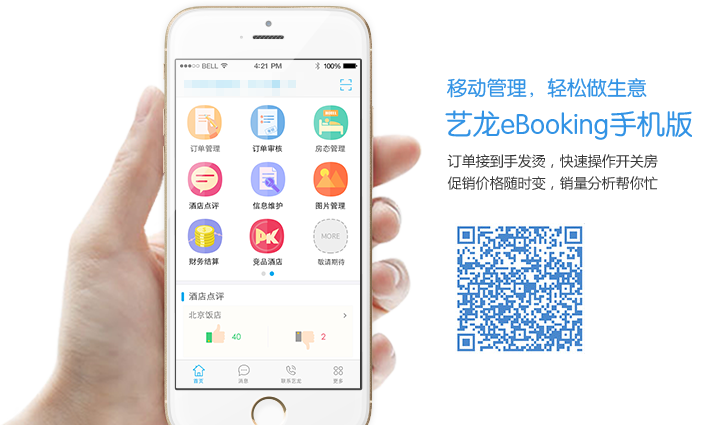 BELL
4:21 PM
100%
订单管理
订单审核
房态管理
酒店点评
信息维护
图片管理
财务结算
PK
竞品酒店
MORE
敬请期待
酒店点评
北京饭店
40
2
首页
消息
联系艺龙
更多
移动管理，轻松做生意
艺龙eBooking手机版
订单接到手发烫，快速操作开关房
促销价格随时变，销量分析帮你忙